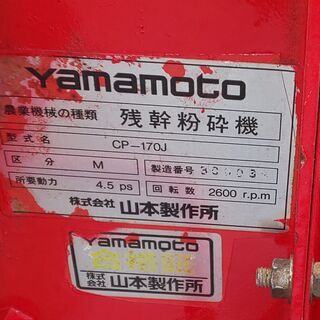 Yamamoto
農業機械の種類 残幹粉砕機
型式名 CP-170J
区分 M 製造番号
所要動力 4.5 ps 回転数 2600 r.p.m
株式会社 山本製作所
Yamamoto
合格証
株式会社 山本製作所